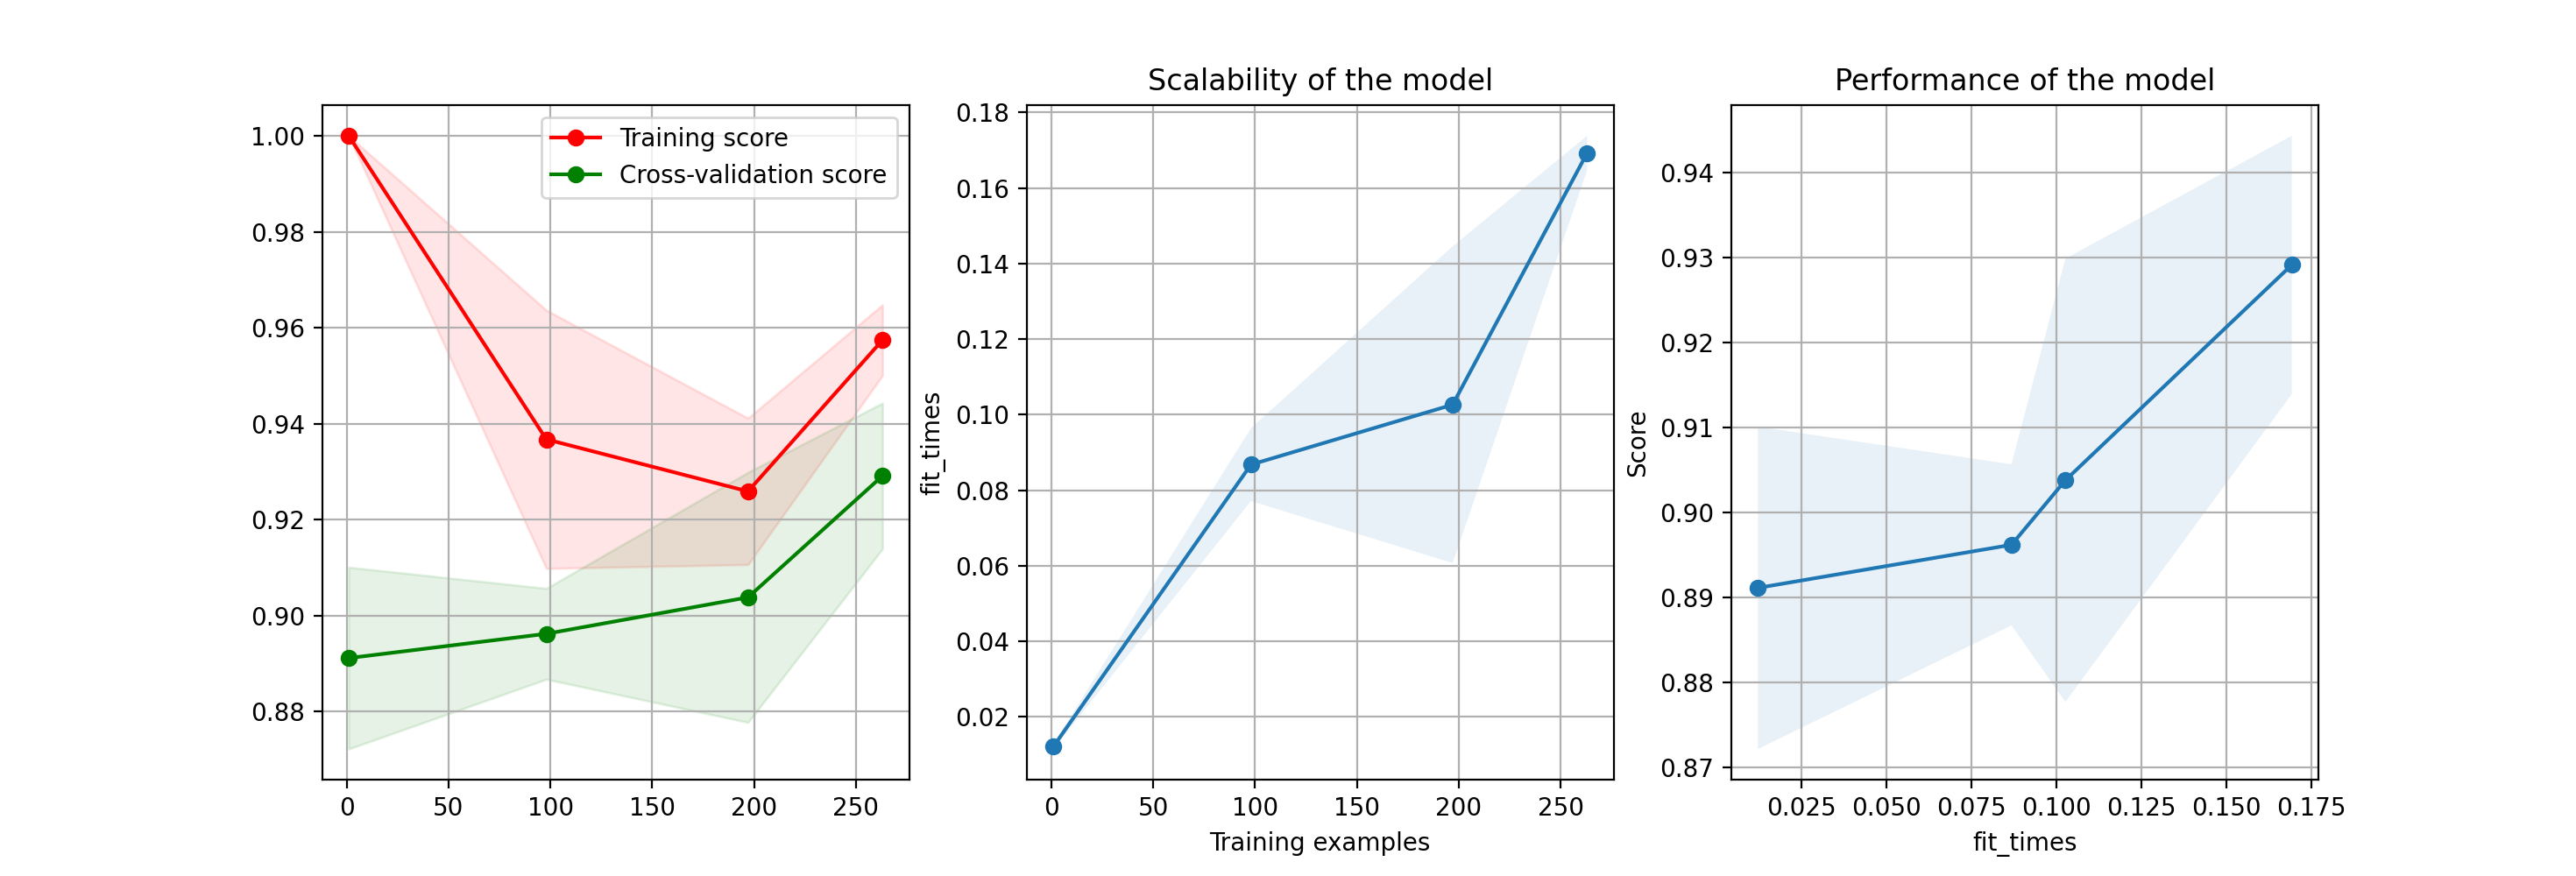 1.00
0.98
0.96
0.94
0.92
0.90
0.88
0 50 100 150 200 250
Training score
Cross-validation score
Scalability of the model
fit_times
0.18
0.16
0.14
0.12
0.10
0.08
0.06
0.04
0.02
0 50 100 150 200 250
Training examples
Performance of the model
Score
0.94
0.93
0.92
0.91
0.90
0.89
0.88
0.87
0.025 0.050 0.075 0.100 0.125 0.150 0.175
fit_times